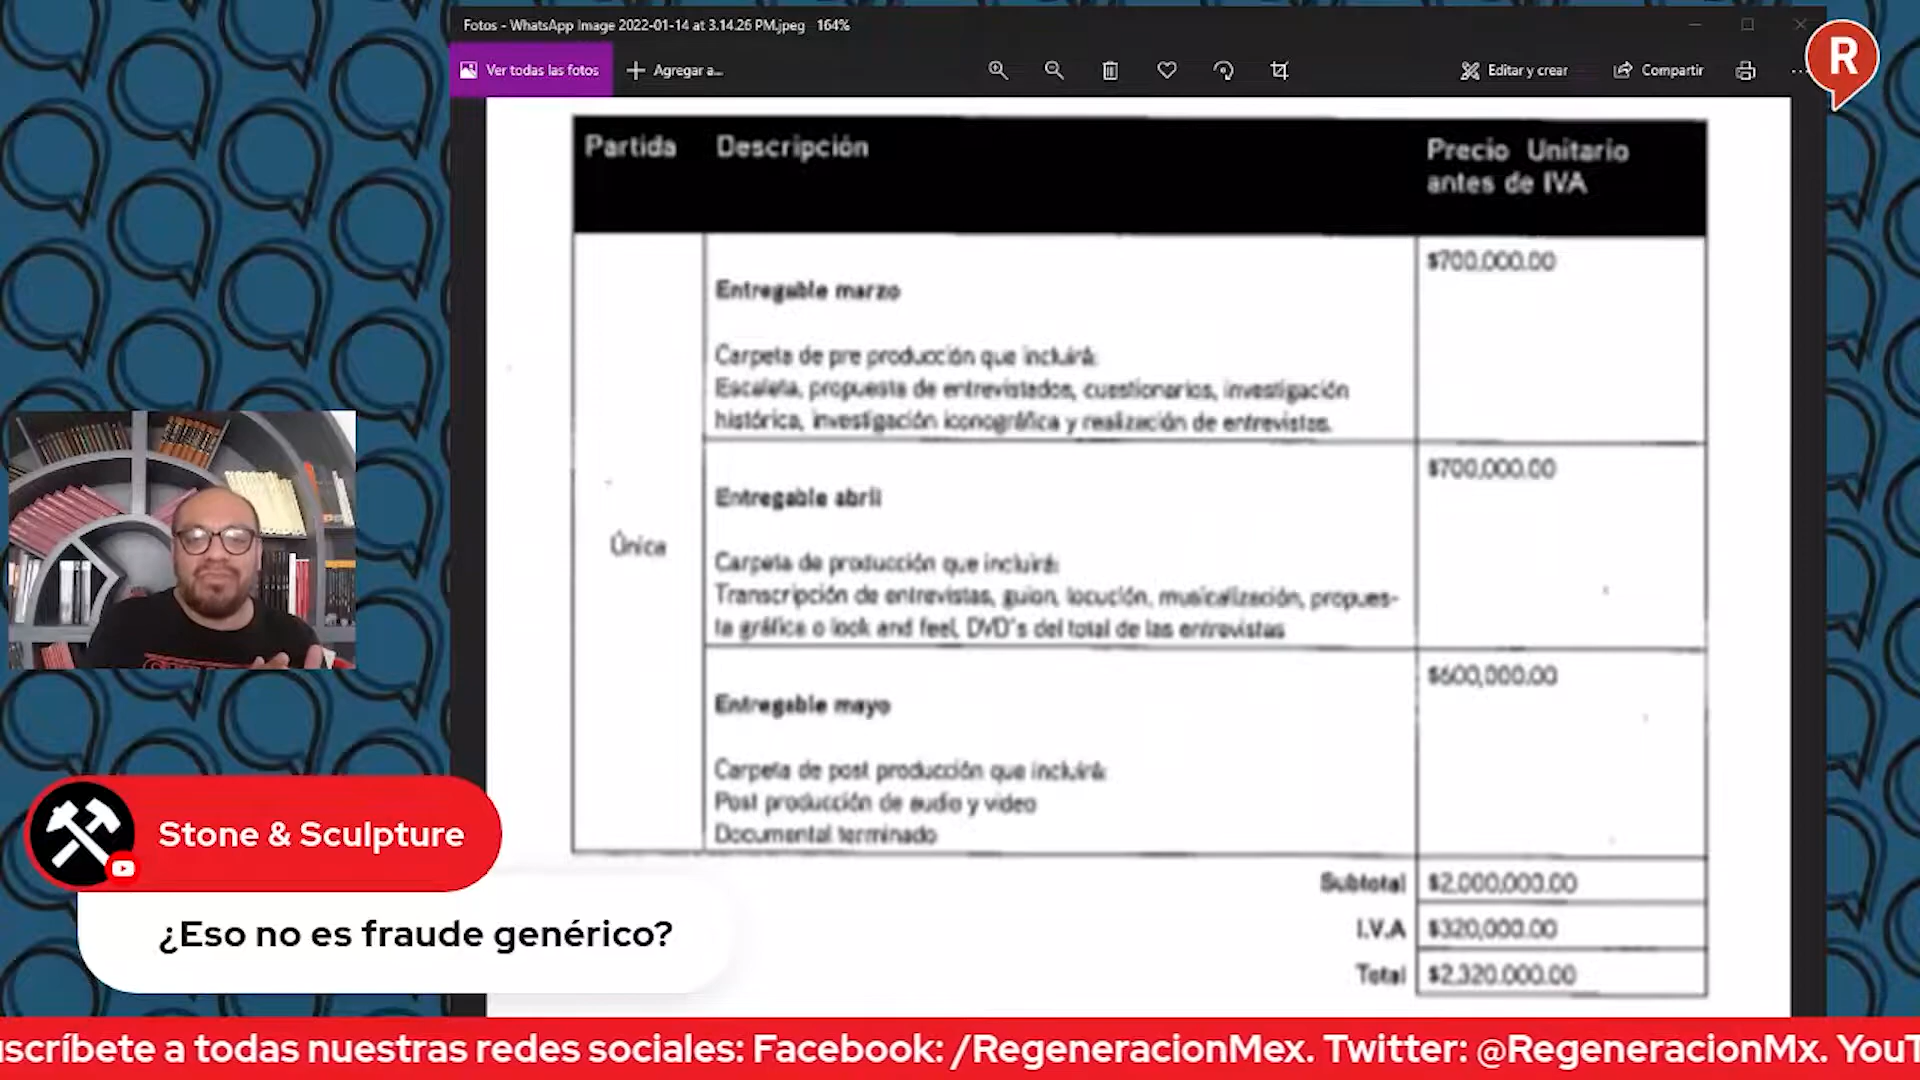 Fotos - WhatsApp Image 2022-01-14 at 3.14.26 PM.jpeg 164%
Ver todas las fotos
Agregar a...
Editar y crear
Compartir
R
Partida Descripción Precio Unitario
antes de IVA
$700,000.00
Entregable marzo
Carpeta de pre producción que incluirá:
Escaleta, propuesta de entrevistados, cuestionarios, investigación
histórica, investigación iconográfica y realización de entrevistas.
$700,000.00
Entregable abril
Única
Carpeta de producción que incluirá:
Transcripción de entrevistas, guion, locución, musicalización, propues-
ta gráfica o look and feel, DVD's del total de las entrevistas
$600,000.00
Entregable mayo
Carpeta de post producción que incluirá:
Post producción de audio y video
Documental terminado
Subtotal $2,000,000.00
I.V.A $320,000.00
Total $2,320,000.00
Stone & Sculpture
¿Eso no es fraude genérico?
uscríbete a todas nuestras redes sociales: Facebook: /RegeneracionMex. Twitter: @RegeneracionMx. YouT